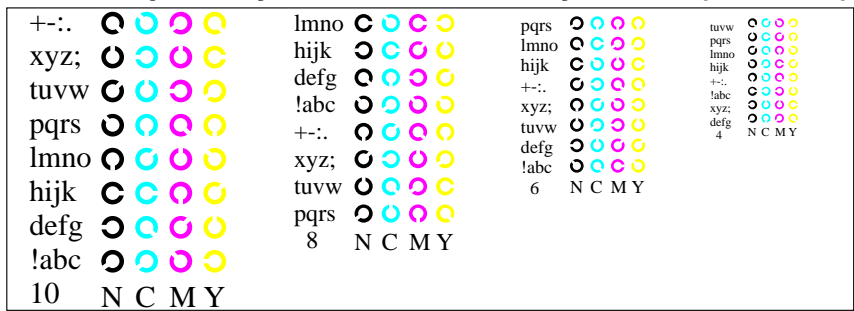 +-:.
xyz;
tuvw
pqrs
lmno
hijk
defg
!abc
10 N C M Y
lmno
hijk
defg
!abc
+-:.
xyz;
tuvw
pqrs
8 N C M Y
pqrs
lmno
hijk
+-:.
xyz;
tuvw
defg
!abc
6 N C M Y
tuvw
pqrs
lmno
hijk
+-:.
!abc
xyz;
defg
4 N C M Y